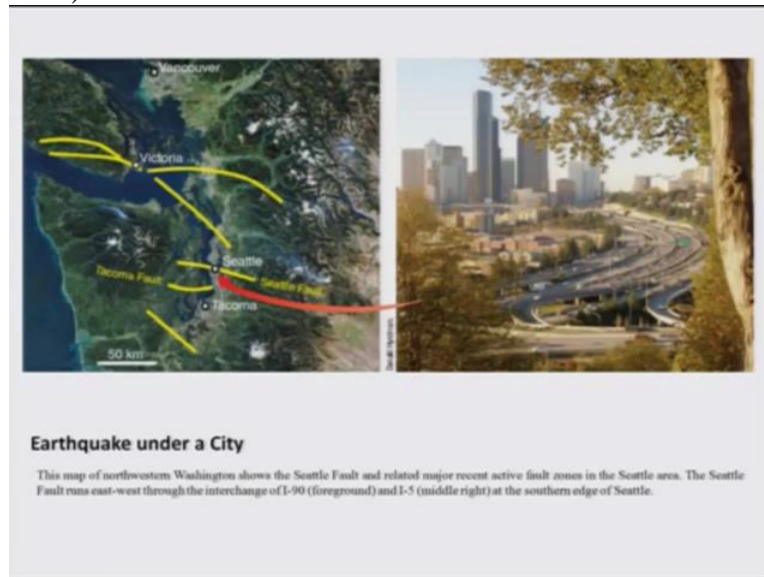 Vancouver
Victoria
Seattle
Tacoma Fault
Seattle Fault
Tacoma
50 km
Earthquake under a City
This map of northwestern Washington shows the Seattle Fault and related major recent active fault zones in the Seattle area. The Seattle
Fault runs east-west through the interchange of I-90 (foreground) and I-5 (middle right) at the southern edge of Seattle.